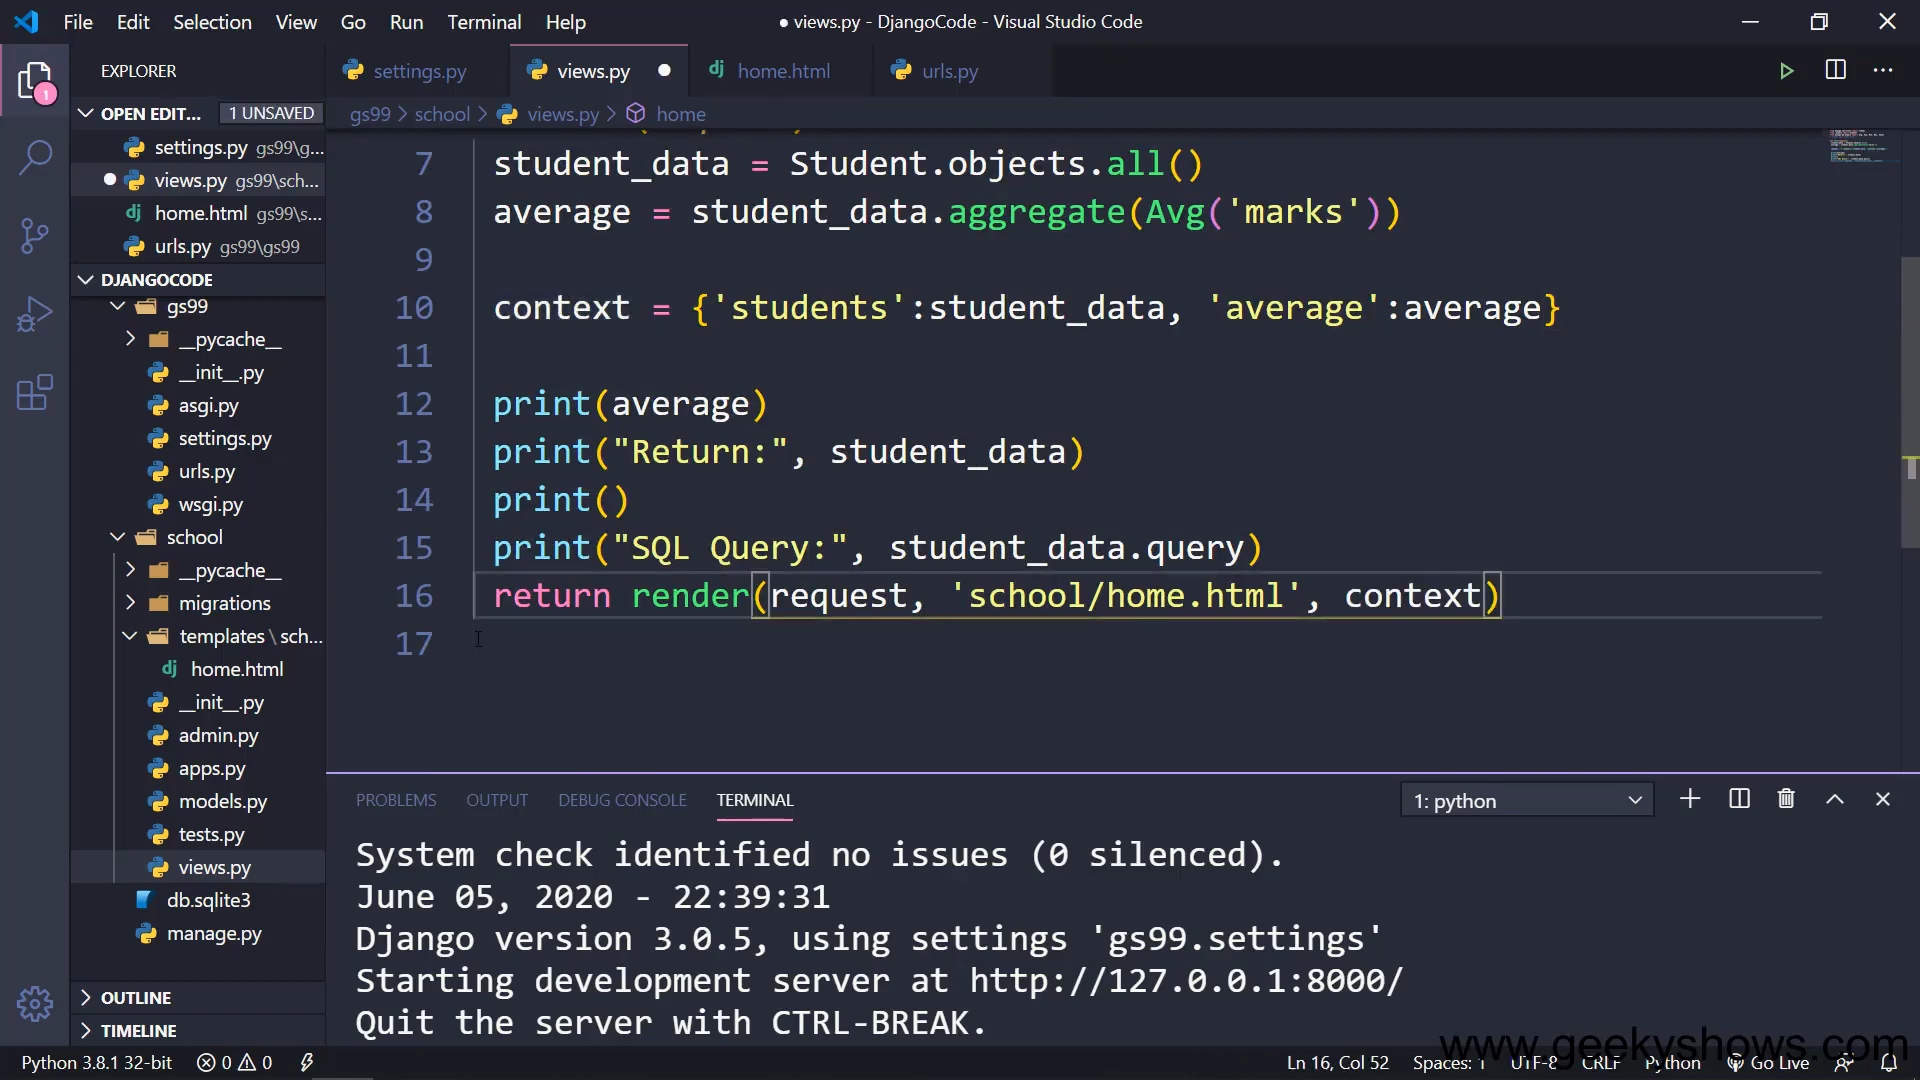 File Edit Selection View Go Run Terminal Help
● views.py - DjangoCode - Visual Studio Code
EXPLORER
1
OPEN EDIT... 1 UNSAVED
settings.py gs99\g...
views.py gs99\sch...
home.html gs99\s...
urls.py gs99\gs99
DJANGOCODE
gs99
__pycache__
__init__.py
asgi.py
settings.py
urls.py
wsgi.py
school
__pycache__
migrations
templates \ sch...
home.html
__init__.py
admin.py
apps.py
models.py
tests.py
views.py
db.sqlite3
manage.py
OUTLINE
TIMELINE
settings.py views.py home.html urls.py
gs99 > school > views.py > home
7 student_data = Student.objects.all()
8 average = student_data.aggregate(Avg('marks'))
9
10 context = {'students':student_data, 'average':average}
11
12 print(average)
13 print("Return:", student_data)
14 print()
15 print("SQL Query:", student_data.query)
16 return render(request, 'school/home.html', context)
17
PROBLEMS OUTPUT DEBUG CONSOLE TERMINAL
1: python
System check identified no issues (0 silenced).
June 05, 2020 - 22:39:31
Django version 3.0.5, using settings 'gs99.settings'
Starting development server at http://127.0.0.1:8000/
Quit the server with CTRL-BREAK.
www.geekyshows.com
Python 3.8.1 32-bit 0 0
Ln 16, Col 52 Spaces: 1 UTF-8 CRLF Python Go Live